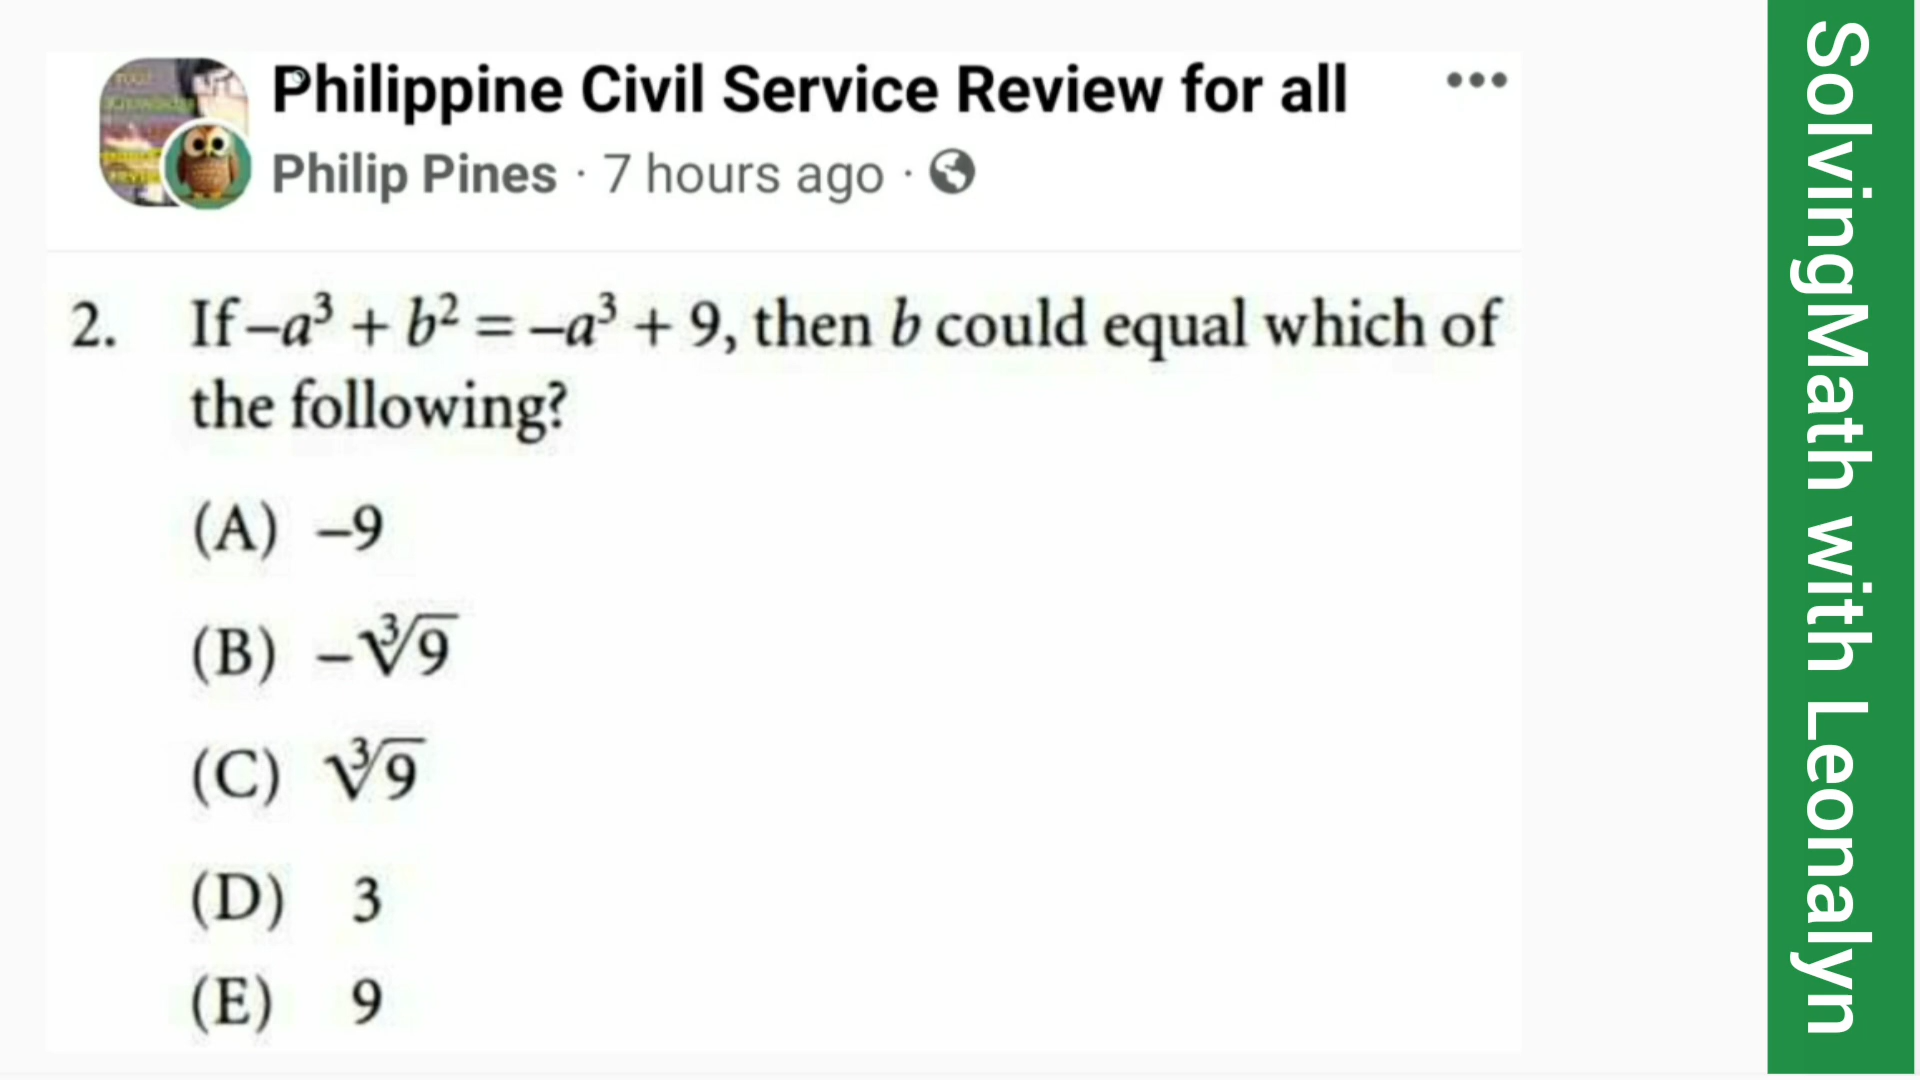 Philippine Civil Service Review for all
Philip Pines · 7 hours ago ·
2. If –a³ + b² = –a³ + 9, then b could equal which of
the following?
(A) –9
(B) –∛9
(C) ∛9
(D) 3
(E) 9
SolvingMath with Leonalyn